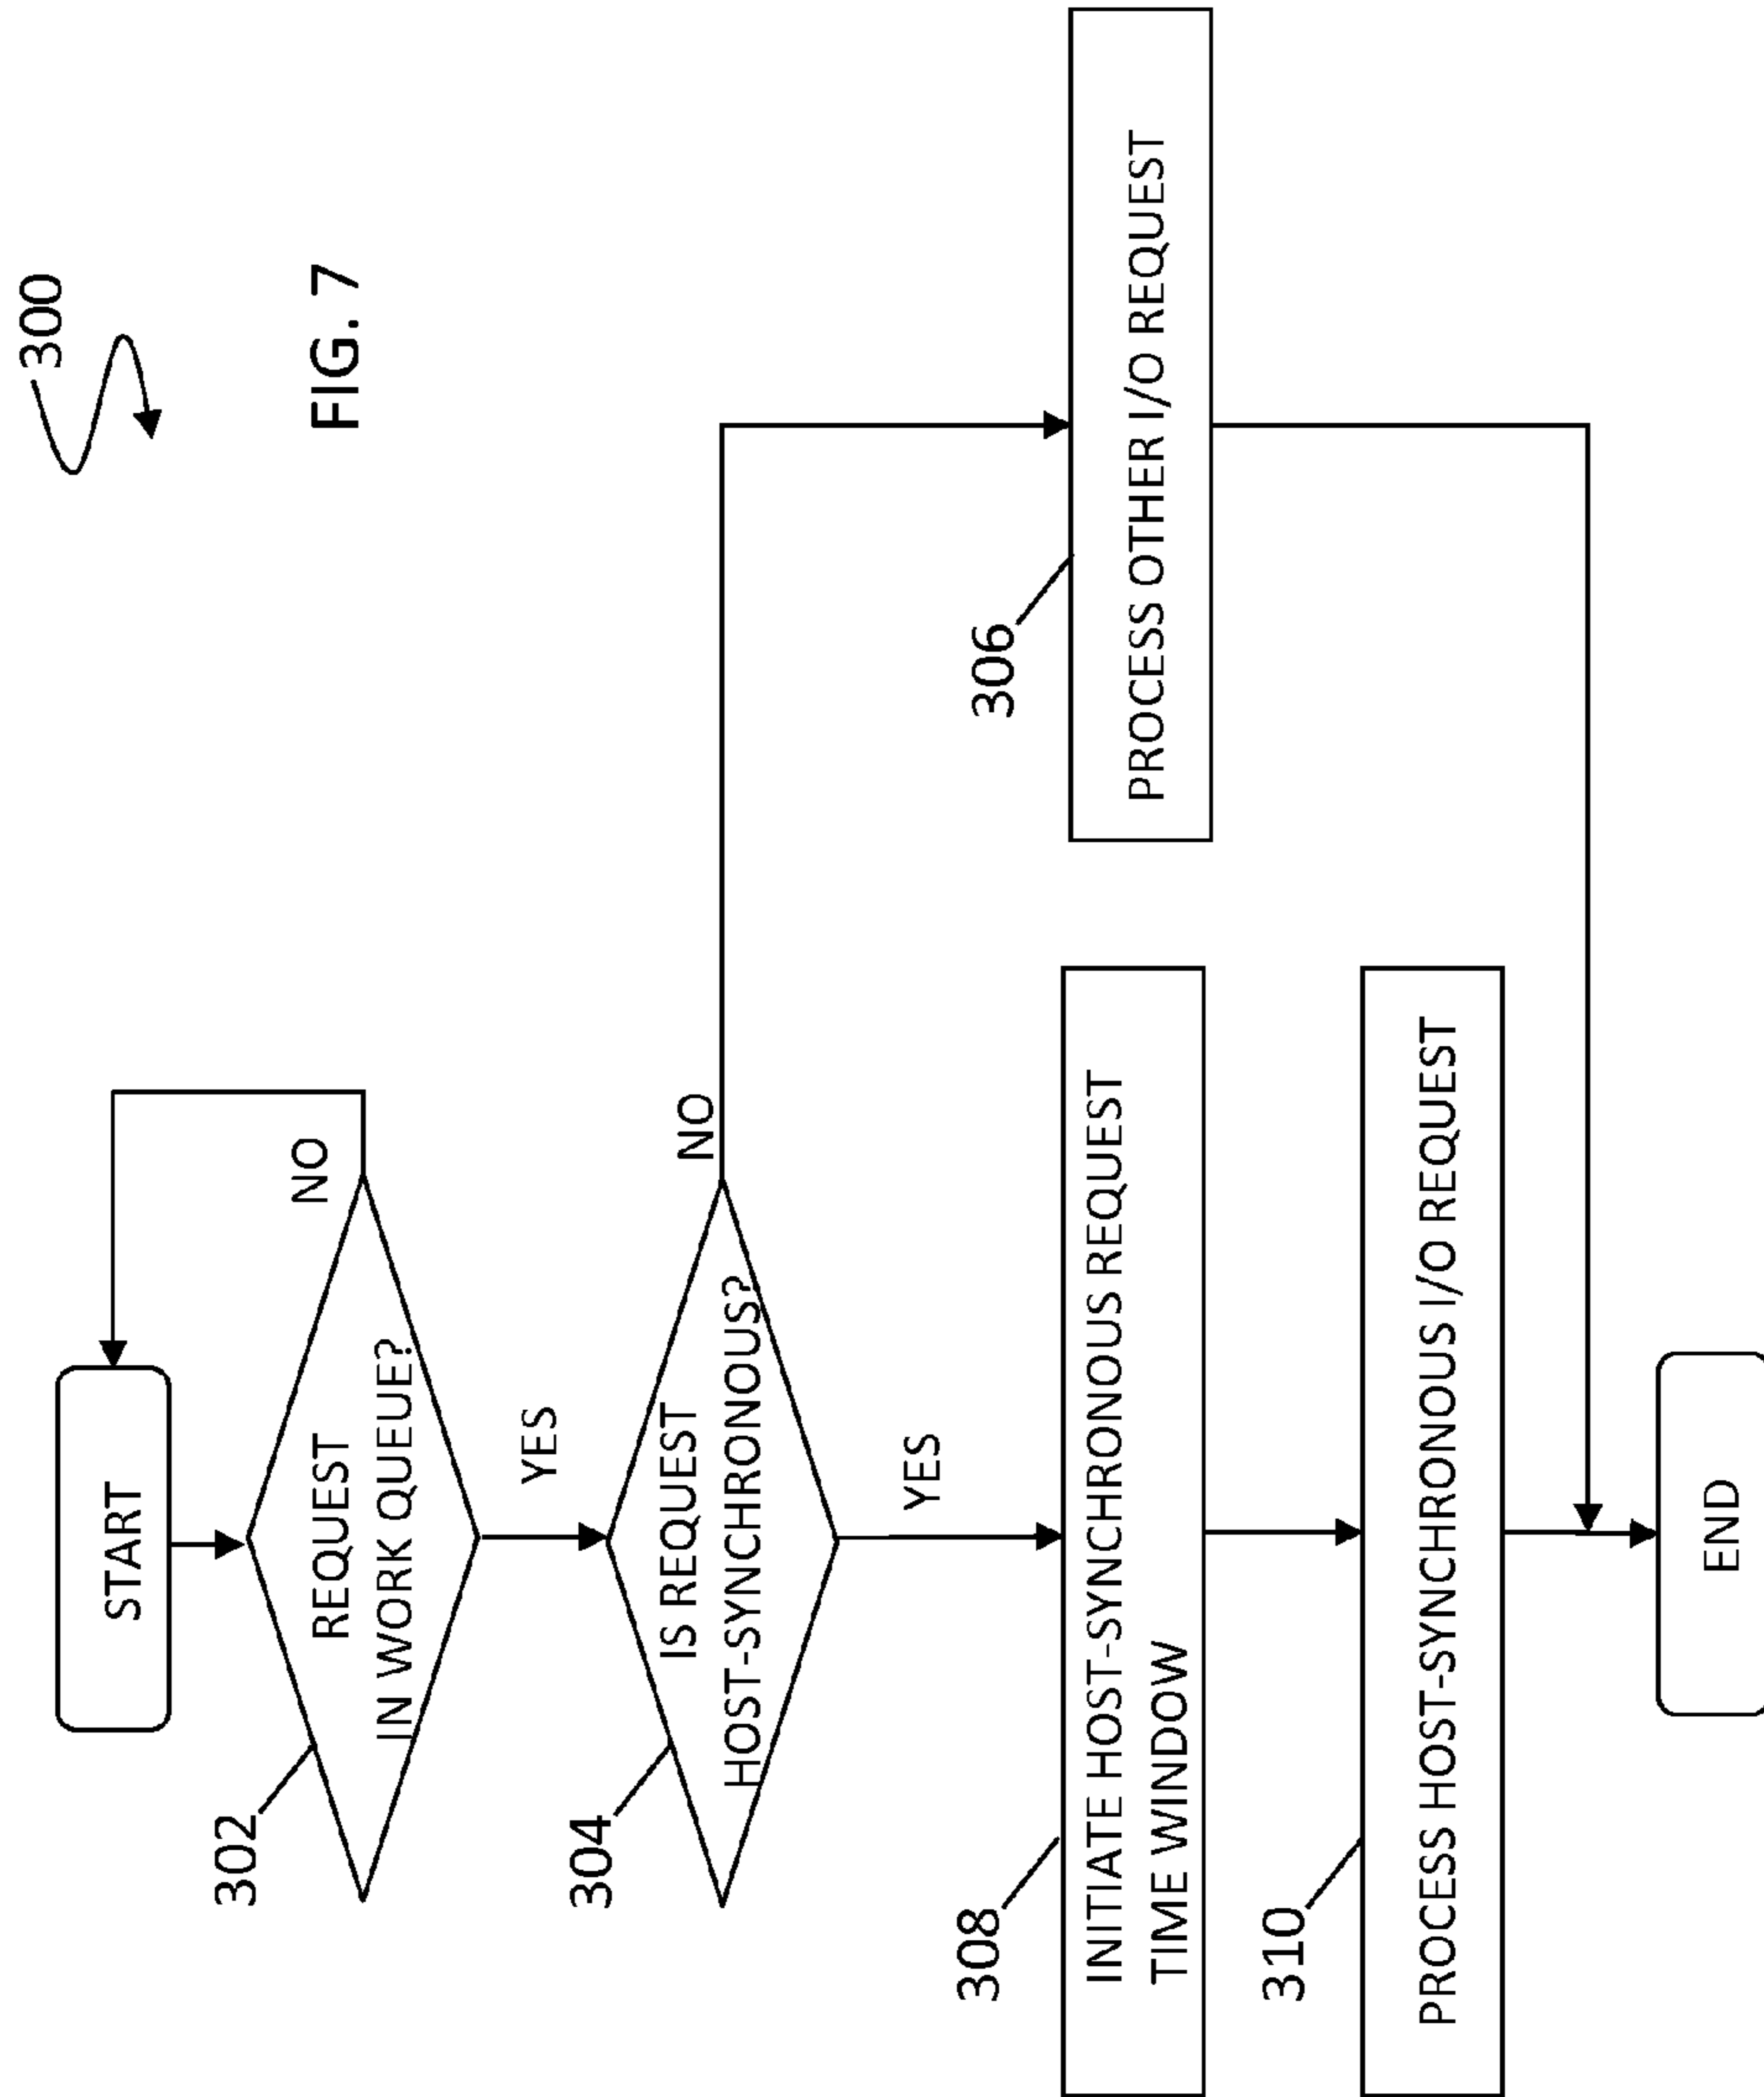 300
FIG. 7
START
302
REQUEST
IN WORK QUEUE?
NO
YES
304
IS REQUEST
HOST-SYNCHRONOUS?
NO
YES
308
INITIATE HOST-SYNCHRONOUS REQUEST
TIME WINDOW
306
PROCESS OTHER I/O REQUEST
310
PROCESS HOST-SYNCHRONOUS I/O REQUEST
END